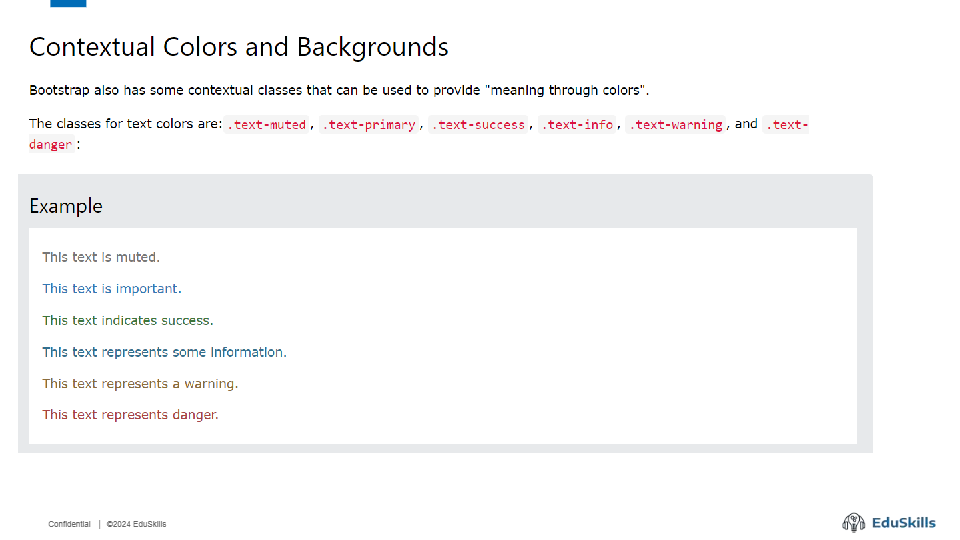 Contextual Colors and Backgrounds
Bootstrap also has some contextual classes that can be used to provide "meaning through colors".
The classes for text colors are: .text-muted, .text-primary, .text-success, .text-info, .text-warning, and .text-
danger:
Example
This text is muted.
This text is important.
This text indicates success.
This text represents some information.
This text represents a warning.
This text represents danger.
Confidential | ©2024 EduSkills
EduSkills